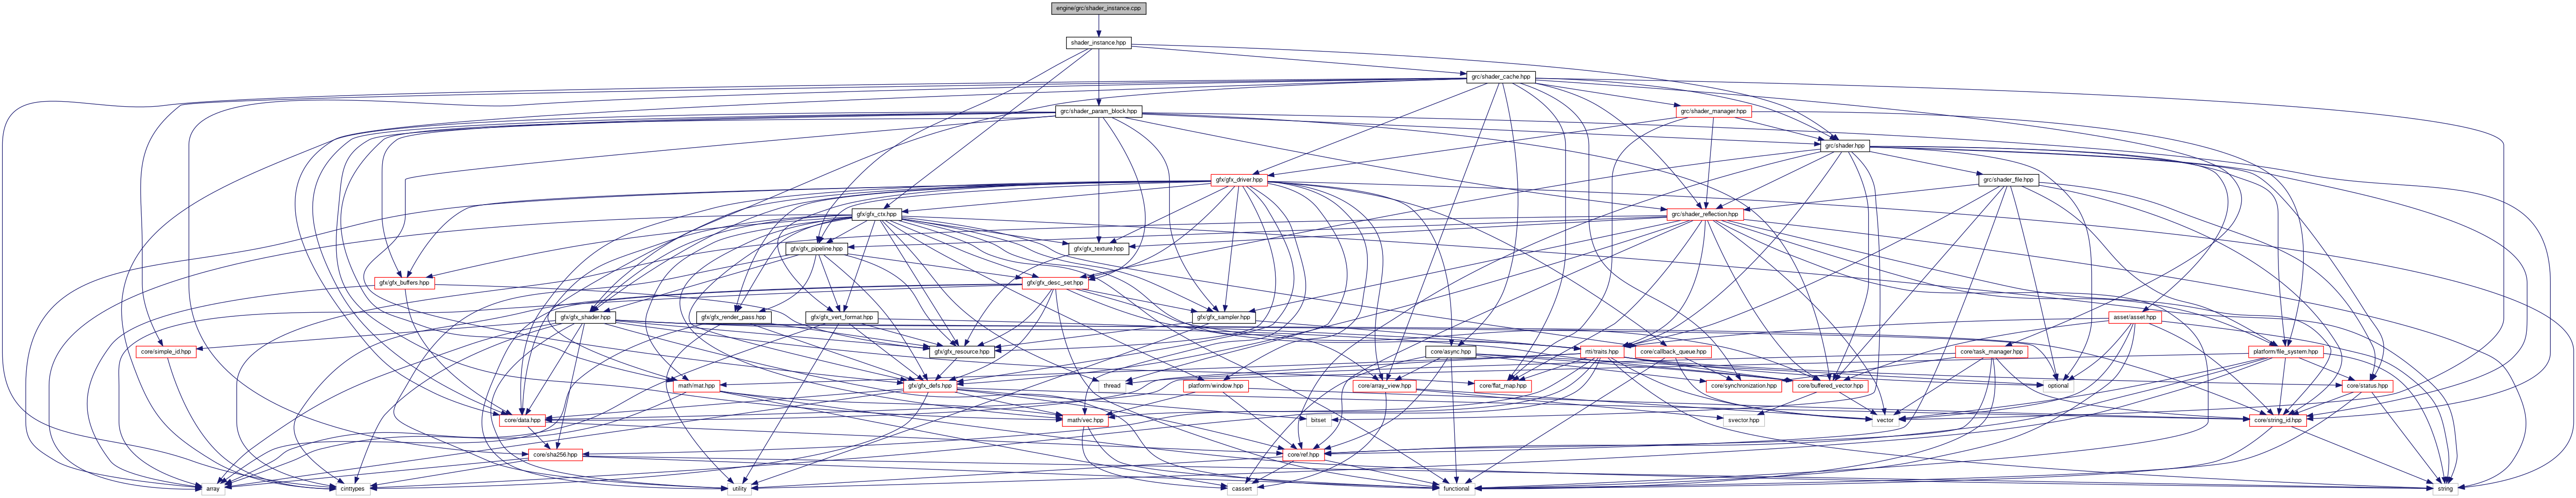 engine/grc/shader_instance.cpp
shader_instance.hpp
grc/shader_cache.hpp
grc/shader_param_block.hpp
grc/shader_manager.hpp
grc/shader.hpp
gfx/gfx_driver.hpp
grc/shader_file.hpp
gfx/gfx_ctx.hpp
grc/shader_reflection.hpp
gfx/gfx_pipeline.hpp
gfx/gfx_texture.hpp
gfx/gfx_buffers.hpp
gfx/gfx_desc_set.hpp
gfx/gfx_shader.hpp
gfx/gfx_render_pass.hpp
gfx/gfx_vert_format.hpp
gfx/gfx_sampler.hpp
asset/asset.hpp
core/simple_id.hpp
gfx/gfx_resource.hpp
core/async.hpp
rtti/traits.hpp
core/callback_queue.hpp
core/task_manager.hpp
platform/file_system.hpp
math/mat.hpp
gfx/gfx_defs.hpp
thread
platform/window.hpp
core/array_view.hpp
core/flat_map.hpp
core/synchronization.hpp
core/buffered_vector.hpp
optional
core/status.hpp
core/data.hpp
math/vec.hpp
bitset
svector.hpp
vector
core/string_id.hpp
core/sha256.hpp
core/ref.hpp
array
cinttypes
utility
cassert
functional
string